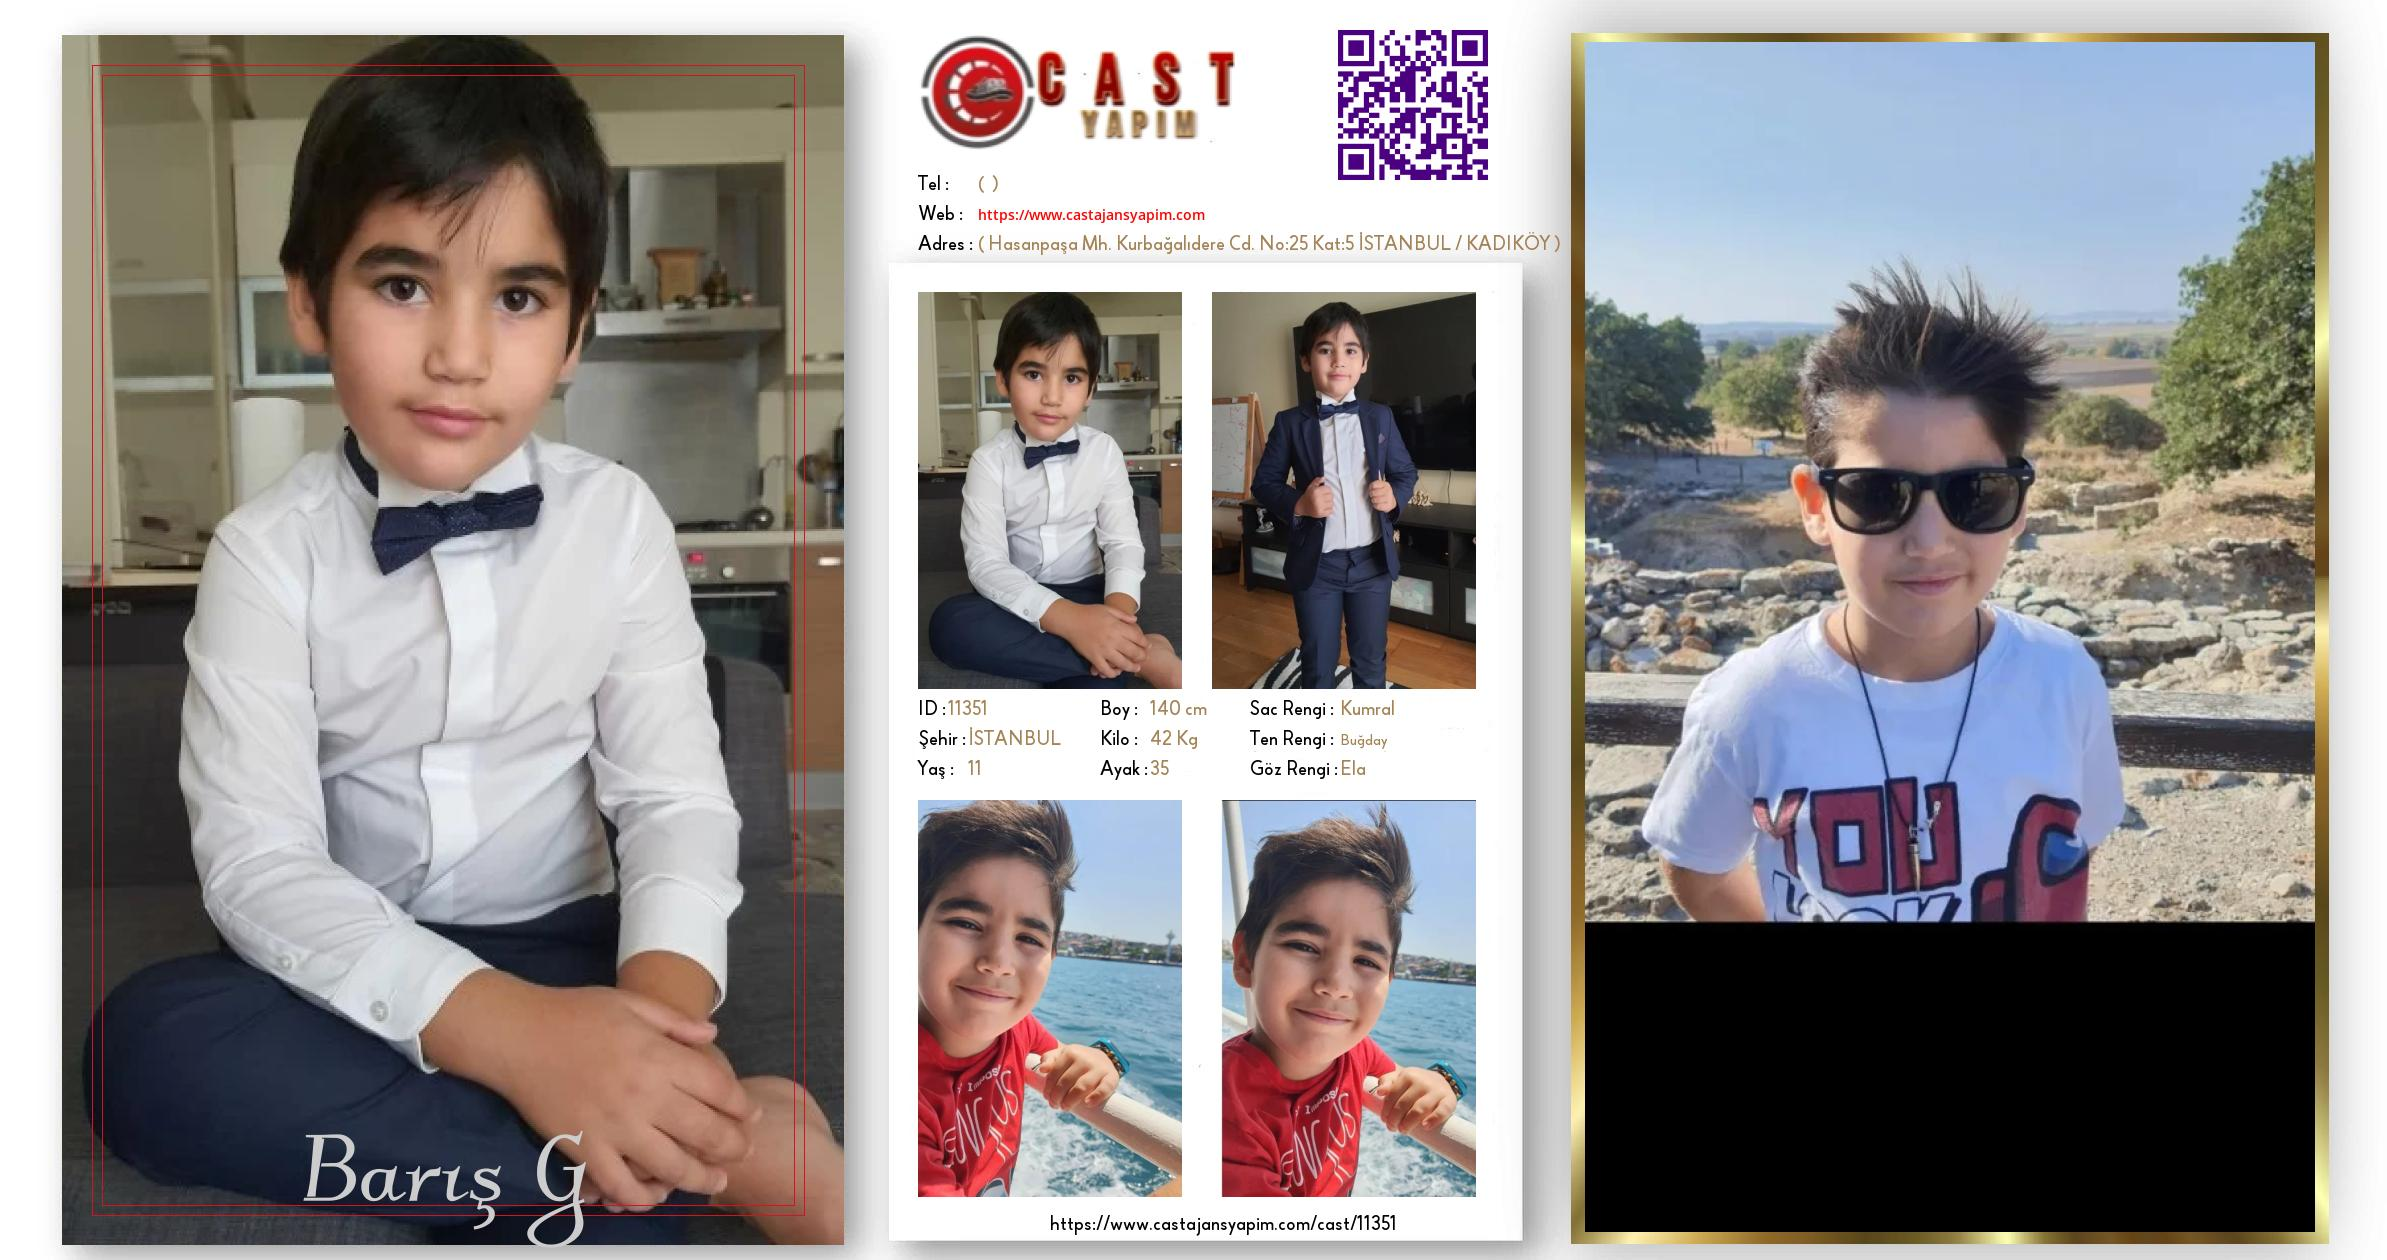 Barış G
CAST
YAPIM
Tel : ( )
Web : https://www.castajansyapim.com
Adres : ( Hasanpaşa Mh. Kurbağalıdere Cd. No:25 Kat:5 İSTANBUL / KADIKÖY )
ID : 11351 Boy : 140 cm Sac Rengi : Kumral
Şehir : İSTANBUL Kilo : 42 Kg Ten Rengi : Buğday
Yaş : 11 Ayak : 35 Göz Rengi : Ela
https://www.castajansyapim.com/cast/11351
YOU